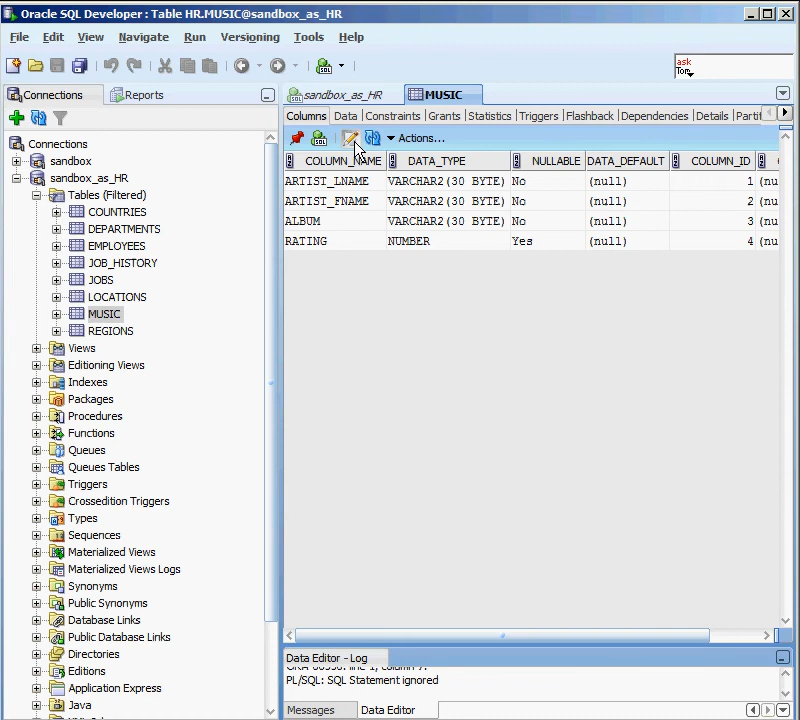 Oracle SQL Developer : Table HR.MUSIC@sandbox_as_HR
File Edit View Navigate Run Versioning Tools Help
ask
Tom
Connections Reports
sandbox_as_HR MUSIC
Columns Data Constraints Grants Statistics Triggers Flashback Dependencies Details Partit
Actions...
COLUMN_NAME DATA_TYPE NULLABLE DATA_DEFAULT COLUMN_ID
ARTIST_LNAME VARCHAR2(30 BYTE) No (null) 1 (nu
ARTIST_FNAME VARCHAR2(30 BYTE) No (null) 2 (nu
ALBUM VARCHAR2(30 BYTE) No (null) 3 (nu
RATING NUMBER Yes (null) 4 (nu
Connections
sandbox
sandbox_as_HR
Tables (Filtered)
COUNTRIES
DEPARTMENTS
EMPLOYEES
JOB_HISTORY
JOBS
LOCATIONS
MUSIC
REGIONS
Views
Editioning Views
Indexes
Packages
Procedures
Functions
Queues
Queues Tables
Triggers
Crossedition Triggers
Types
Sequences
Materialized Views
Materialized Views Logs
Synonyms
Public Synonyms
Database Links
Public Database Links
Directories
Editions
Application Express
Java
Data Editor - Log
PL/SQL: SQL Statement ignored
Messages Data Editor